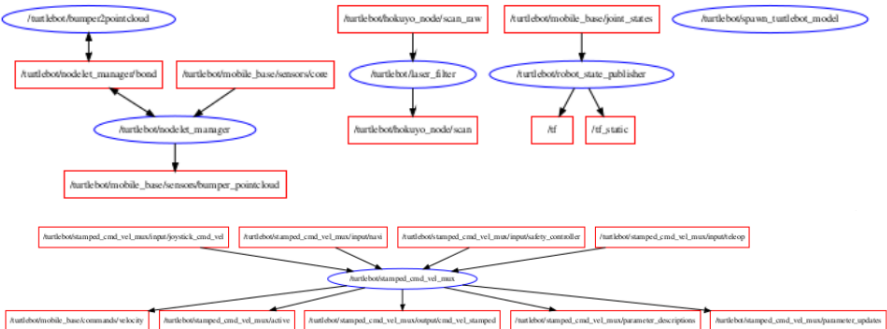 /turtlebot/bumper2pointcloud
/turtlebot/hokuyo_node/scan_raw
/turtlebot/mobile_base/joint_states
/turtlebot/spawn_turtlebot_model
/turtlebot/nodelet_manager/bond
/turtlebot/mobile_base/sensors/core
/turtlebot/laser_filter
/turtlebot/robot_state_publisher
/turtlebot/nodelet_manager
/turtlebot/hokuyo_node/scan
/tf
/tf_static
/turtlebot/mobile_base/sensors/bumper_pointcloud
/turtlebot/stamped_cmd_vel_mux/input/joystick_cmd_vel
/turtlebot/stamped_cmd_vel_mux/input/navi
/turtlebot/stamped_cmd_vel_mux/input/safety_controller
/turtlebot/stamped_cmd_vel_mux/input/teleop
/turtlebot/stamped_cmd_vel_mux
/turtlebot/mobile_base/commands/velocity
/turtlebot/stamped_cmd_vel_mux/active
/turtlebot/stamped_cmd_vel_mux/output/cmd_vel_stamped
/turtlebot/stamped_cmd_vel_mux/parameter_descriptions
/turtlebot/stamped_cmd_vel_mux/parameter_updates